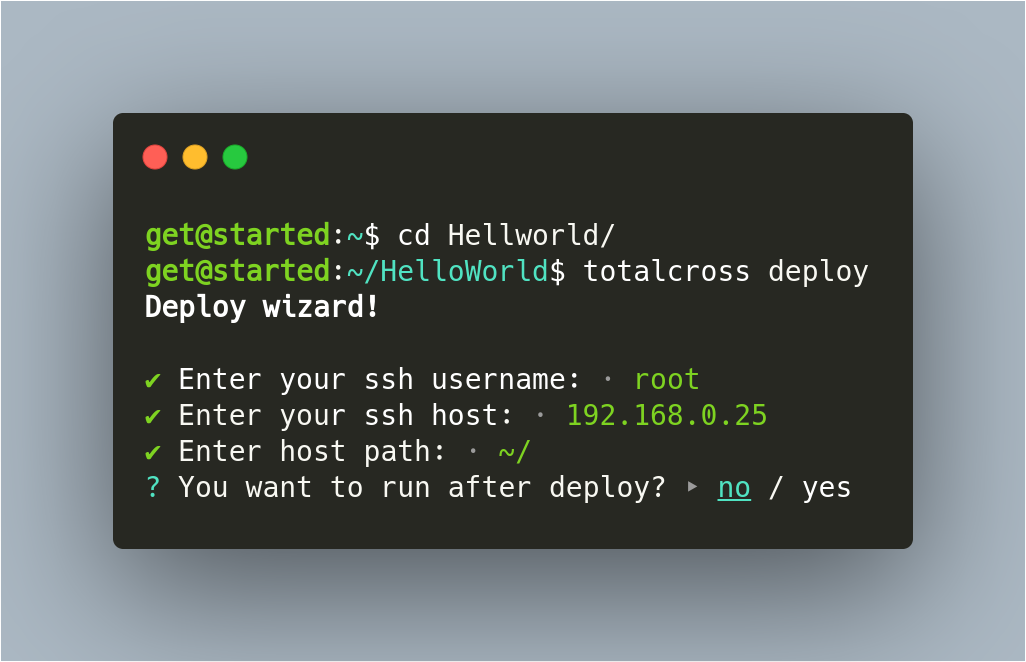 get@started:~$ cd Hellworld/
get@started:~/HelloWorld$ totalcross deploy
Deploy wizard!
✔ Enter your ssh username: · root
✔ Enter your ssh host: · 192.168.0.25
✔ Enter host path: · ~/
? You want to run after deploy? ▸ no / yes